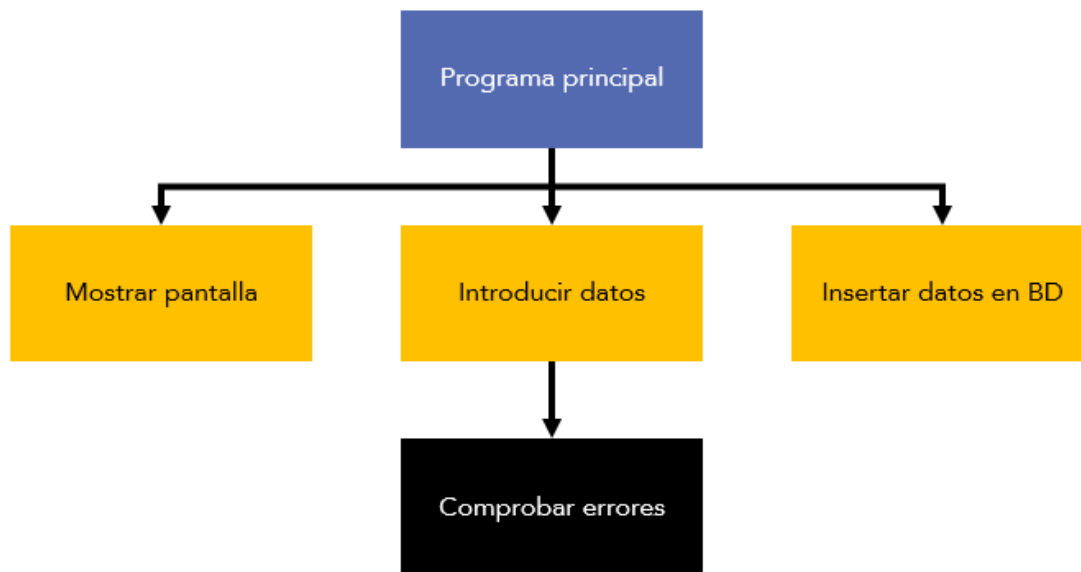 Programa principal
Mostrar pantalla
Introducir datos
Insertar datos en BD
Comprobar errores